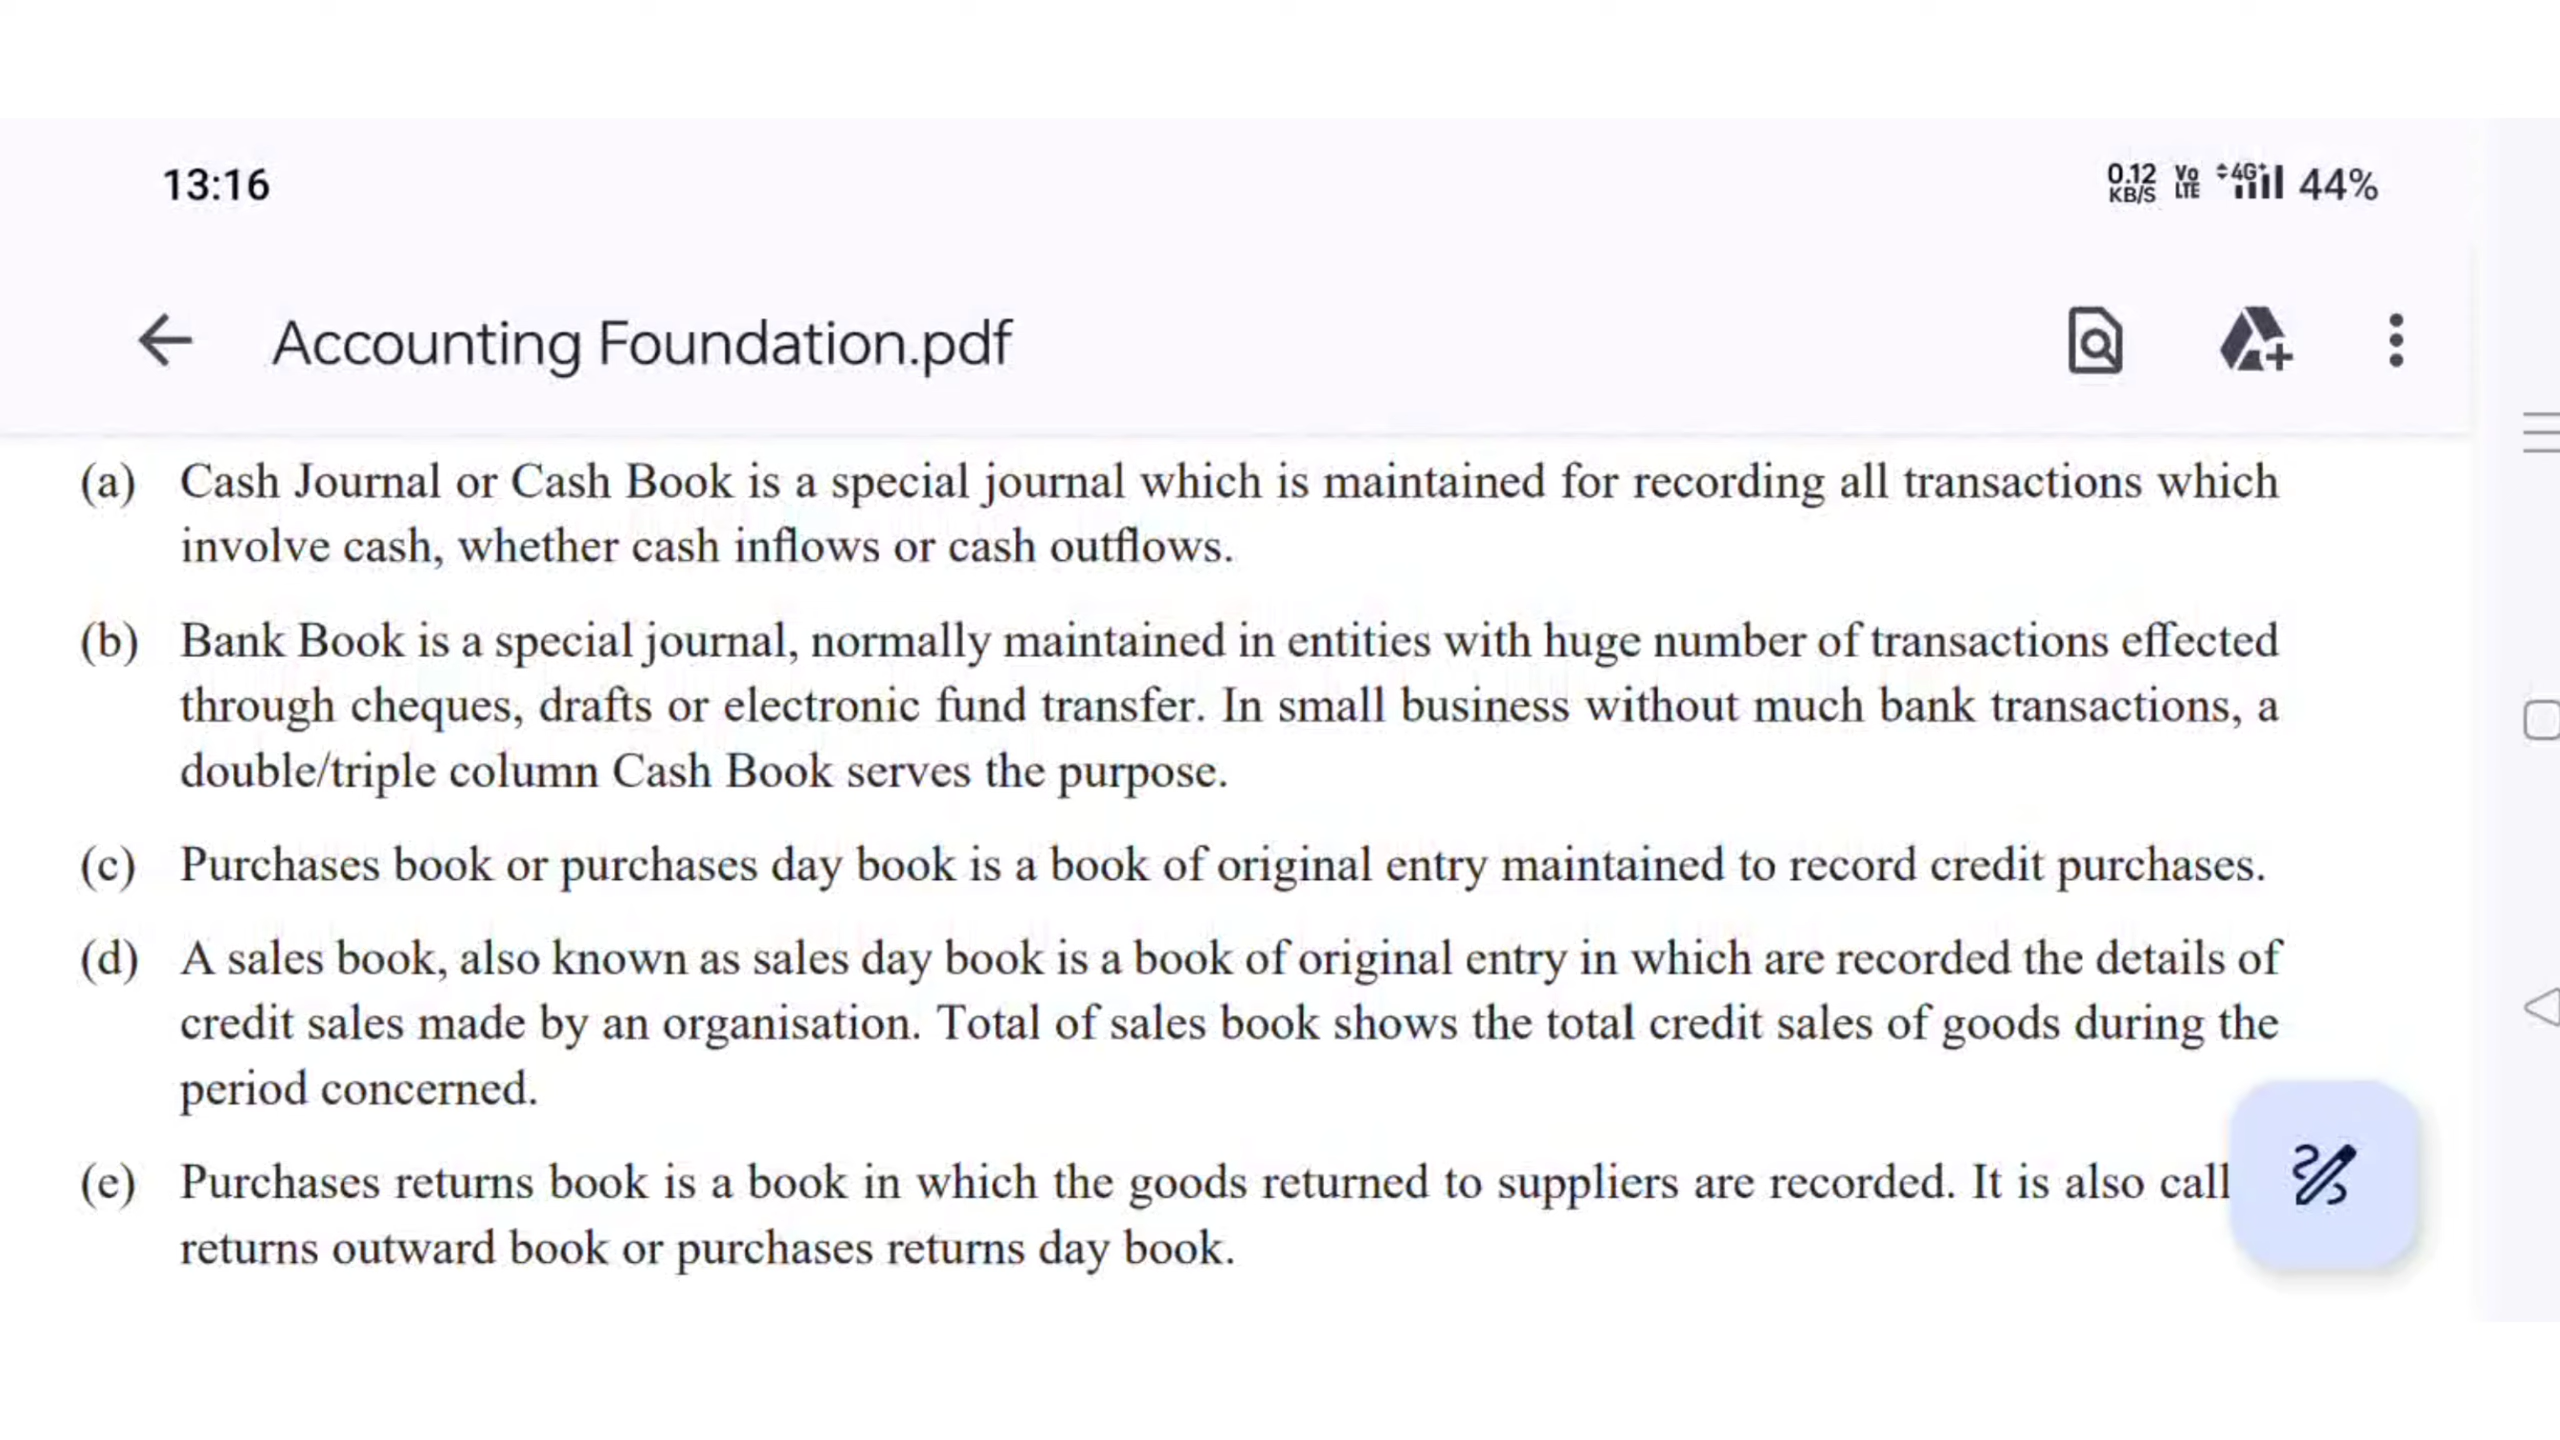 13:16
0.12 KB/S Vo LTE 4G+ 44%
Accounting Foundation.pdf
(a) Cash Journal or Cash Book is a special journal which is maintained for recording all transactions which
involve cash, whether cash inflows or cash outflows.
(b) Bank Book is a special journal, normally maintained in entities with huge number of transactions effected
through cheques, drafts or electronic fund transfer. In small business without much bank transactions, a
double/triple column Cash Book serves the purpose.
(c) Purchases book or purchases day book is a book of original entry maintained to record credit purchases.
(d) A sales book, also known as sales day book is a book of original entry in which are recorded the details of
credit sales made by an organisation. Total of sales book shows the total credit sales of goods during the
period concerned.
(e) Purchases returns book is a book in which the goods returned to suppliers are recorded. It is also call
returns outward book or purchases returns day book.